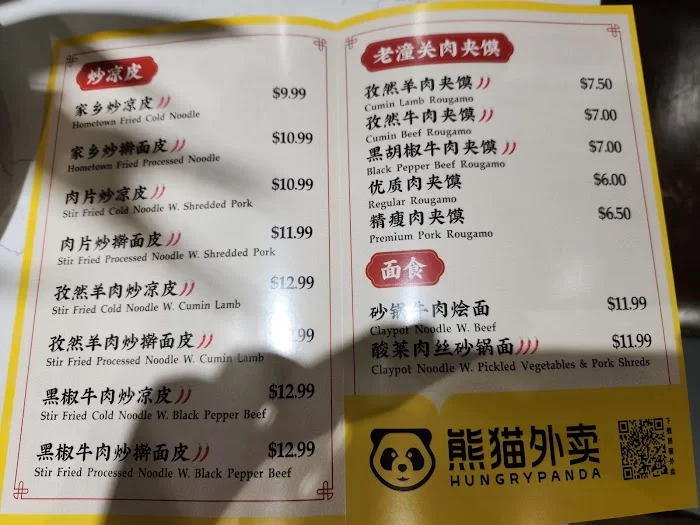 炒凉皮
家乡炒凉皮
$9.99
Hometown Fried Cold Noodle
家乡炒擀面皮
$10.99
Hometown Fried Processed Noodle
肉片炒凉皮
$10.99
Stir Fried Cold Noodle W. Shredded Pork
肉片炒擀面皮
$11.99
Stir Fried Processed Noodle W. Shredded Pork
孜然羊肉炒凉皮
$12.99
Stir Fried Cold Noodle W. Cumin Lamb
孜然羊肉炒擀面皮
.99
Stir Fried Processed Noodle W. Cumin Lamb
黑椒牛肉炒凉皮
$12.99
Stir Fried Cold Noodle W. Black Pepper Beef
黑椒牛肉炒擀面皮
$12.99
Stir Fried Processed Noodle W. Black Pepper Beef
老潼关肉夹馍
孜然羊肉夹馍
$7.50
Cumin Lamb Rougamo
孜然牛肉夹馍
$7.00
Cumin Beef Rougamo
黑胡椒牛肉夹馍
$7.00
Black Pepper Beef Rougamo
优质肉夹馍
$6.00
Regular Rougamo
精瘦肉夹馍
$6.50
Premium Pork Rougamo
面食
砂锅牛肉烩面
$11.99
Claypot Noodle W. Beef
酸菜肉丝砂锅面
$11.99
Claypot Noodle W. Pickled Vegetables & Pork Shreds
熊猫外卖
HUNGRYPANDA